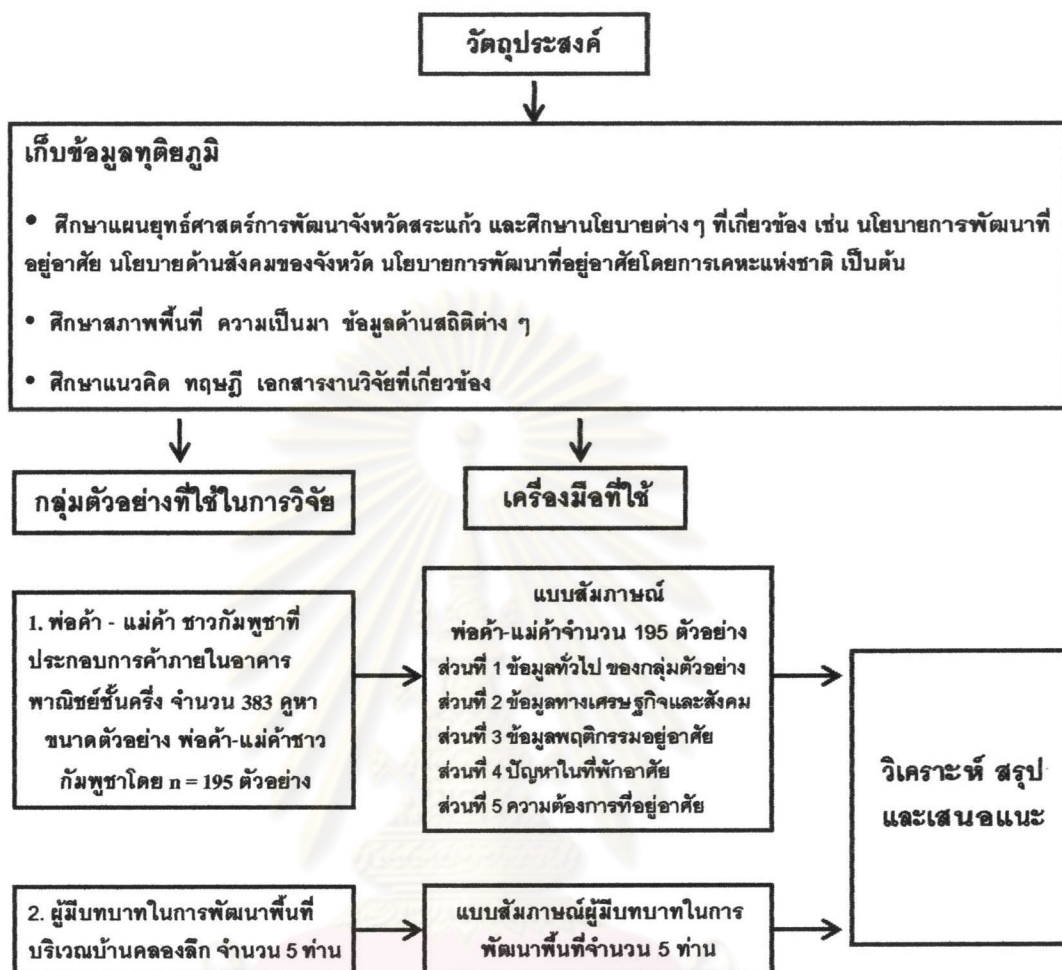 วัตถุประสงค์
เก็บข้อมูลทุติยภูมิ
• ศึกษาแผนยุทธ์ศาสตร์การพัฒนาจังหวัดสระแก้ว และศึกษานโยบายต่างๆ ที่เกี่ยวข้อง เช่น นโยบายการพัฒนาที่
อยู่อาศัย นโยบายด้านสังคมของจังหวัด นโยบายการพัฒนาที่อยู่อาศัยโดยการเคหะแห่งชาติ เป็นต้น
• ศึกษาสภาพพื้นที่ ความเป็นมา ข้อมูลด้านสถิติต่าง ๆ
• ศึกษาแนวคิด ทฤษฎี เอกสารงานวิจัยที่เกี่ยวข้อง
กลุ่มตัวอย่างที่ใช้ในการวิจัย
เครื่องมือที่ใช้
1. พ่อค้า - แม่ค้า ชาวกัมพูชาที่
ประกอบการค้าภายในอาคาร
พาณิชย์ชั้นครึ่ง จำนวน 383 คูหา
ขนาดตัวอย่าง พ่อค้า-แม่ค้าชาว
กัมพูชาโดย n = 195 ตัวอย่าง
แบบสัมภาษณ์
พ่อค้า-แม่ค้าจำนวน 195 ตัวอย่าง
ส่วนที่ 1 ข้อมูลทั่วไป ของกลุ่มตัวอย่าง
ส่วนที่ 2 ข้อมูลทางเศรษฐกิจและสังคม
ส่วนที่ 3 ข้อมูลพฤติกรรมอยู่อาศัย
ส่วนที่ 4 ปัญหาในที่พักอาศัย
ส่วนที่ 5 ความต้องการที่อยู่อาศัย
วิเคราะห์ สรุป
และเสนอแนะ
2. ผู้มีบทบาทในการพัฒนาพื้นที่
บริเวณบ้านคลองลึก จำนวน 5 ท่าน
แบบสัมภาษณ์ผู้มีบทบาทในการ
พัฒนาพื้นที่จำนวน 5 ท่าน